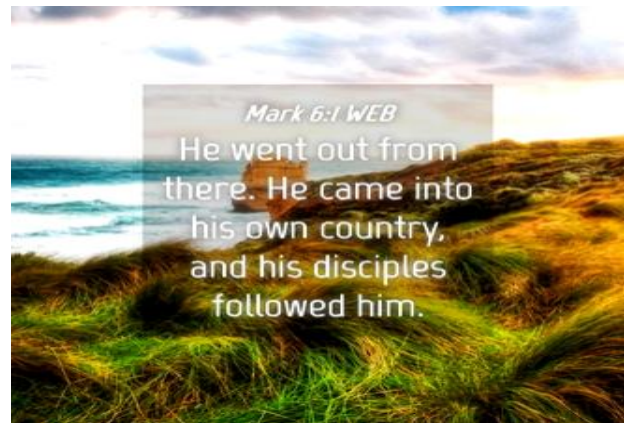 Mark 6:1 WEB
He went out from
there. He came into
his own country,
and his disciples
followed him.